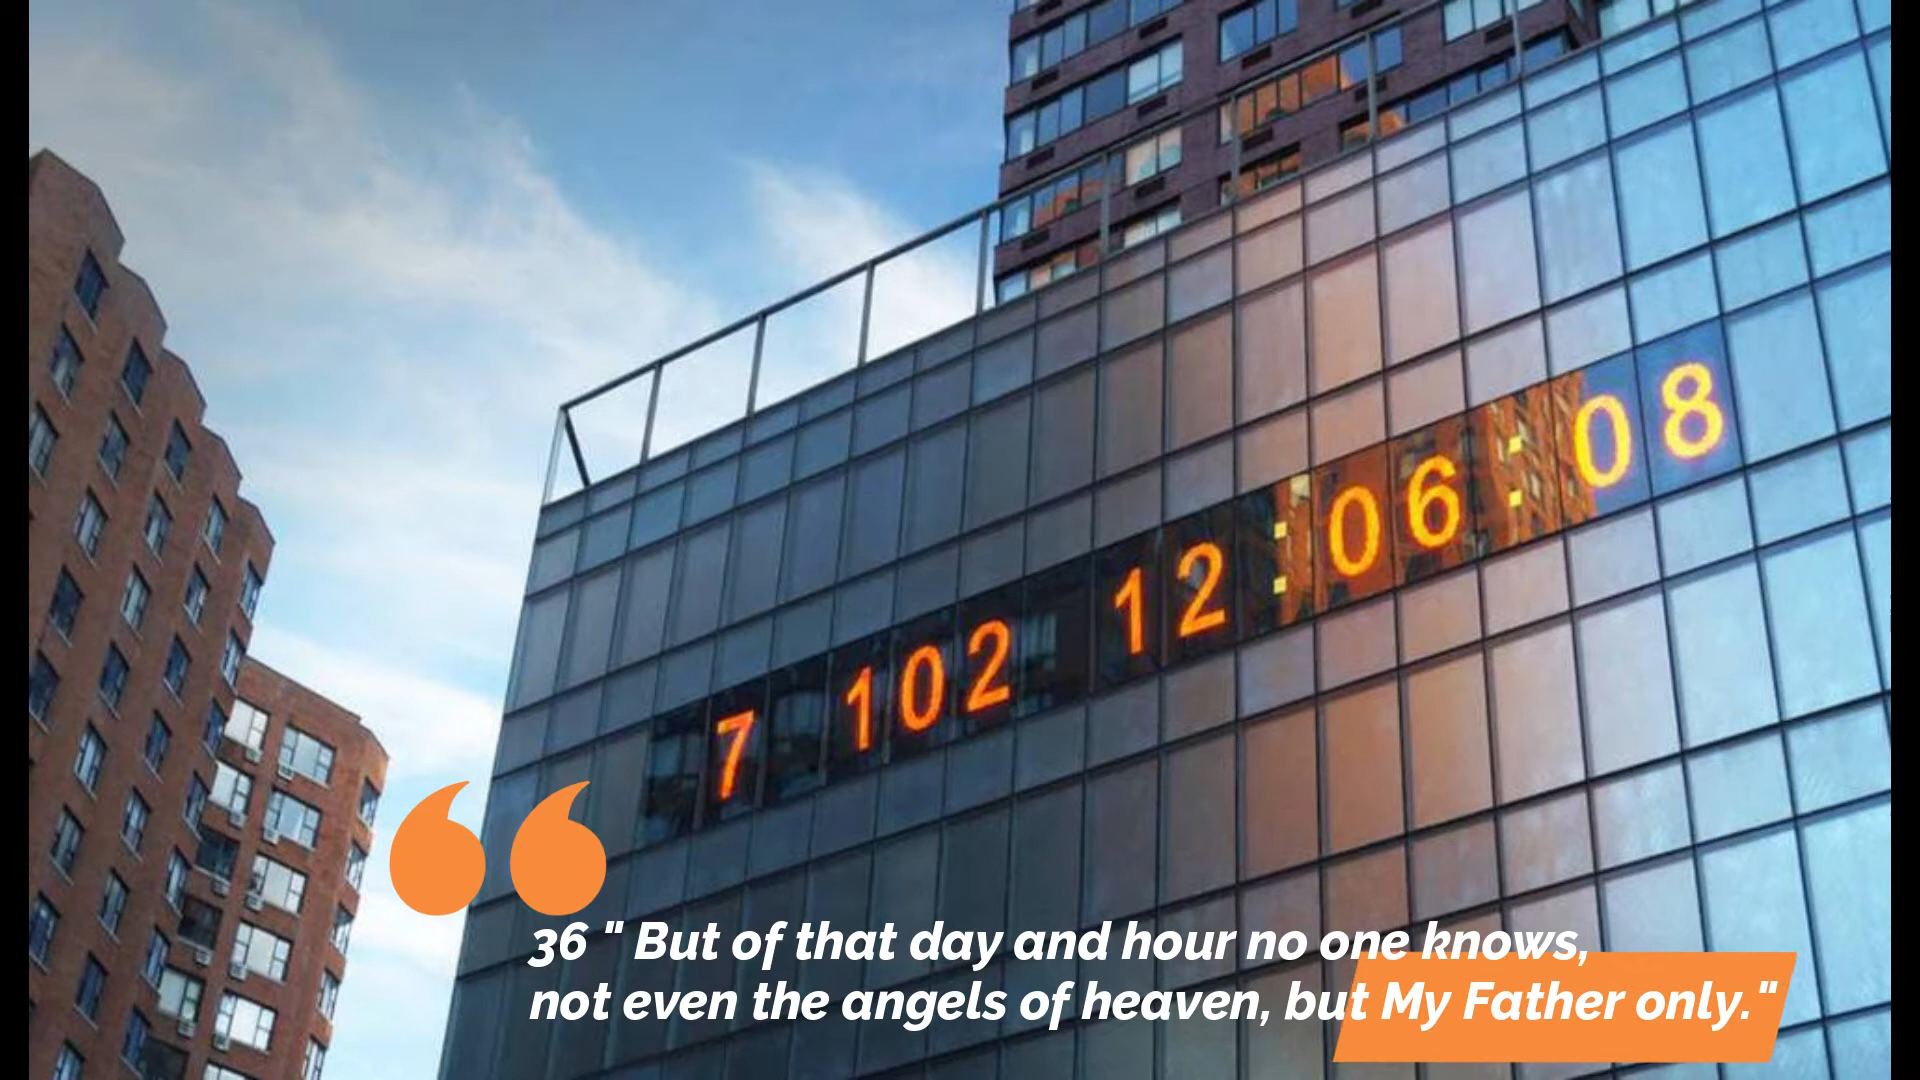 7 102 12:06:08
36 " But of that day and hour no one knows,
not even the angels of heaven, but My Father only."